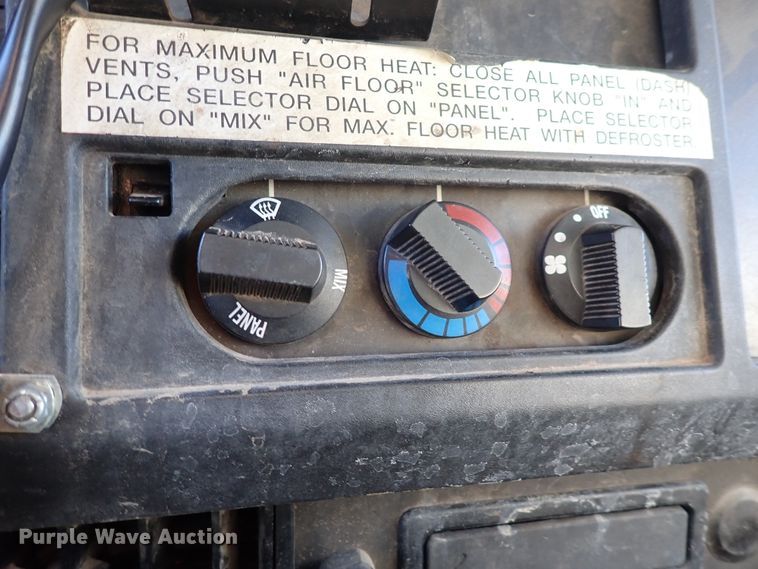 FOR MAXIMUM FLOOR HEAT: CLOSE ALL PANEL (DASH)
VENTS, PUSH "AIR FLOOR" SELECTOR KNOB "IN" AND
PLACE SELECTOR DIAL ON "PANEL". PLACE SELECTOR
DIAL ON "MIX" FOR MAX. FLOOR HEAT WITH DEFROSTER.
MIX
PANEL
OFF
Purple Wave Auction